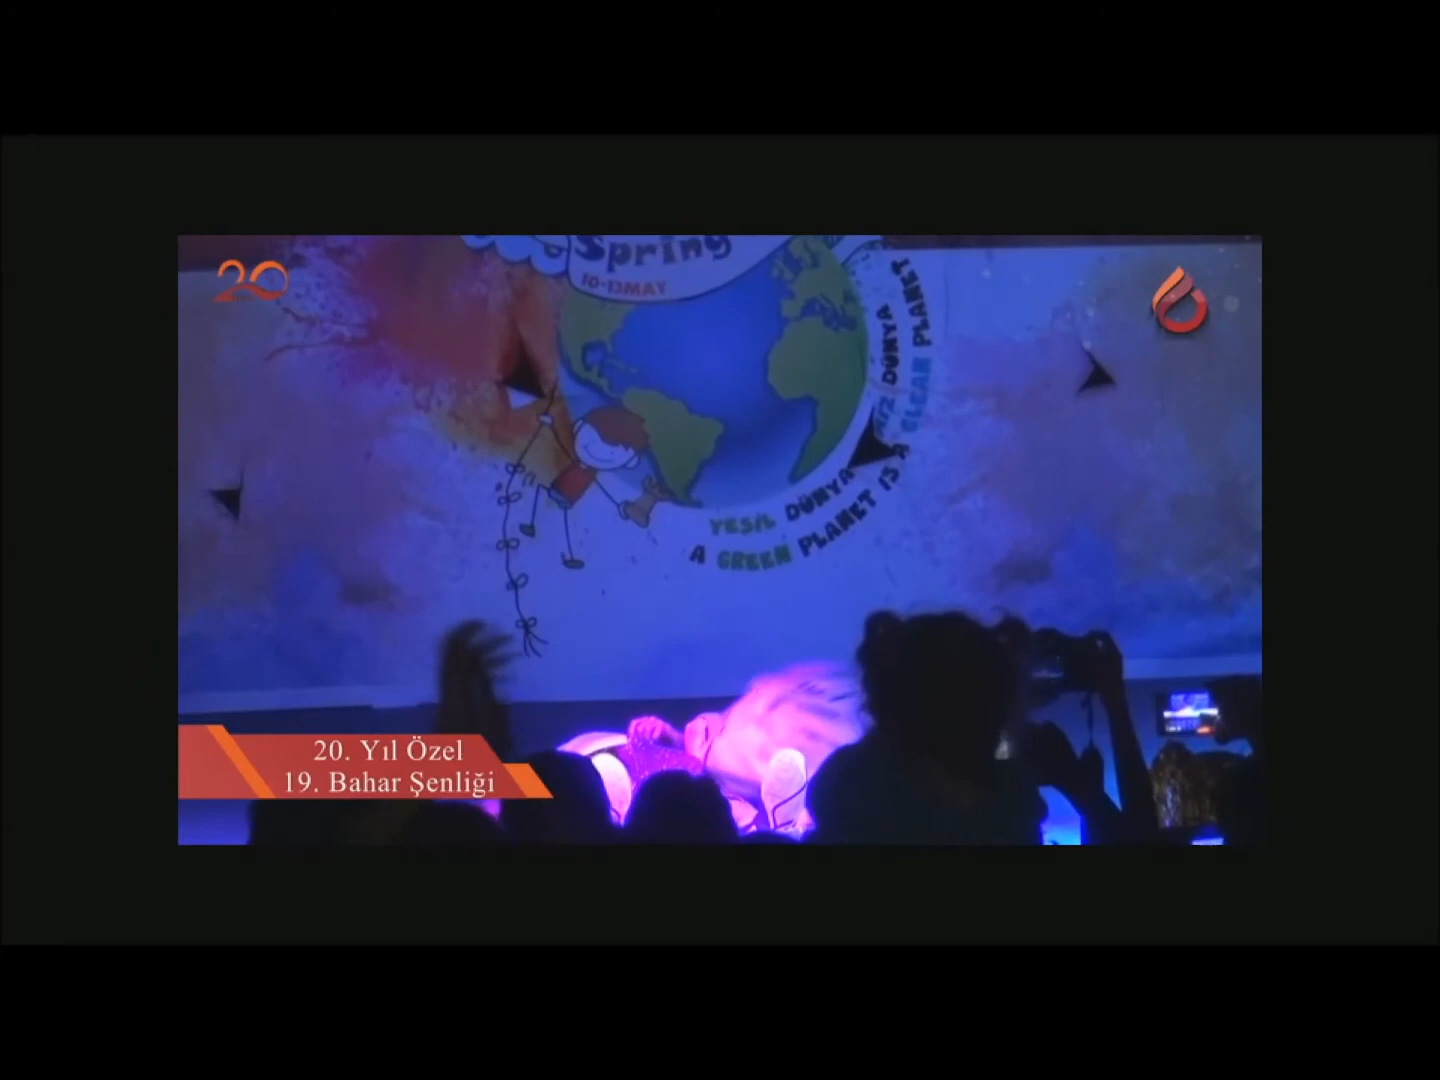 Spring
10-13MAY
20
YEŞİL DÜNYA DÜNYA
A GREEN PLANET IS A CLEAN PLANET
20. Yıl Özel
19. Bahar Şenliği